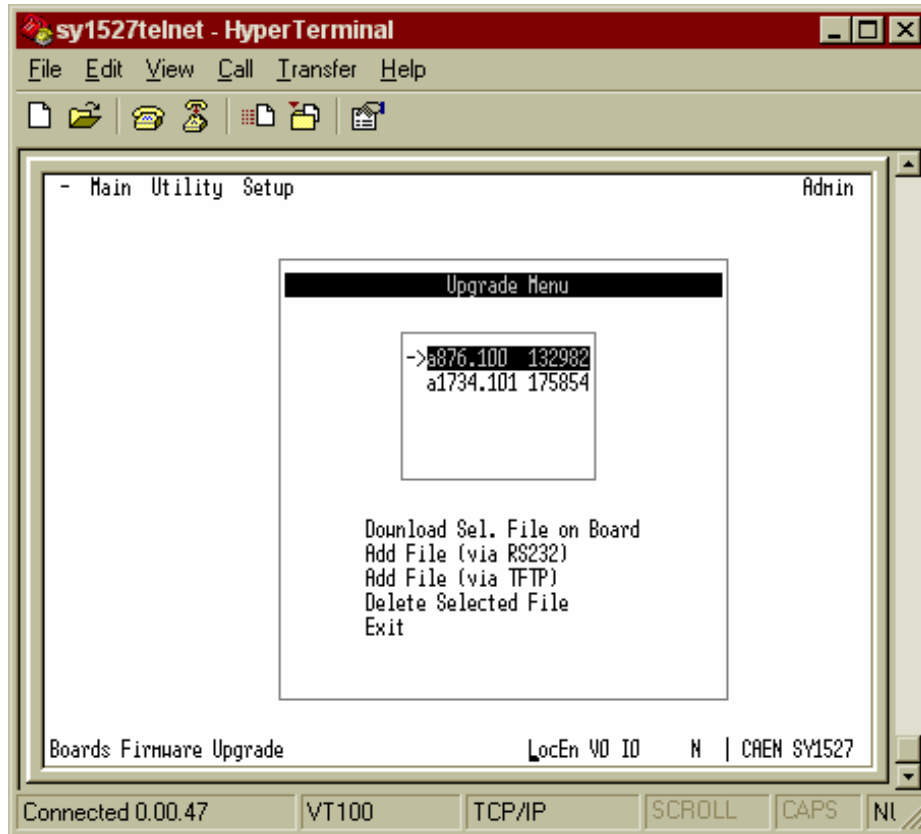 sy1527telnet - HyperTerminal
File Edit View Call Transfer Help
- Main Utility Setup Admin
Upgrade Menu
->a876.100 132982
a1734.101 175854
Download Sel. File on Board
Add File (via RS232)
Add File (via TFTP)
Delete Selected File
Exit
Boards Firmware Upgrade LocEn V0 I0 N | CAEN SY1527
Connected 0.00.47 VT100 TCP/IP SCROLL CAPS